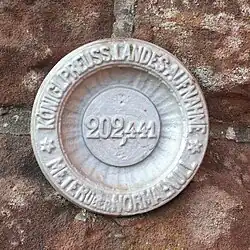 KÖNIGL. PREUSS. LANDES-AUFNAHME
202,441
METER ÜBER NORMAL-NULL